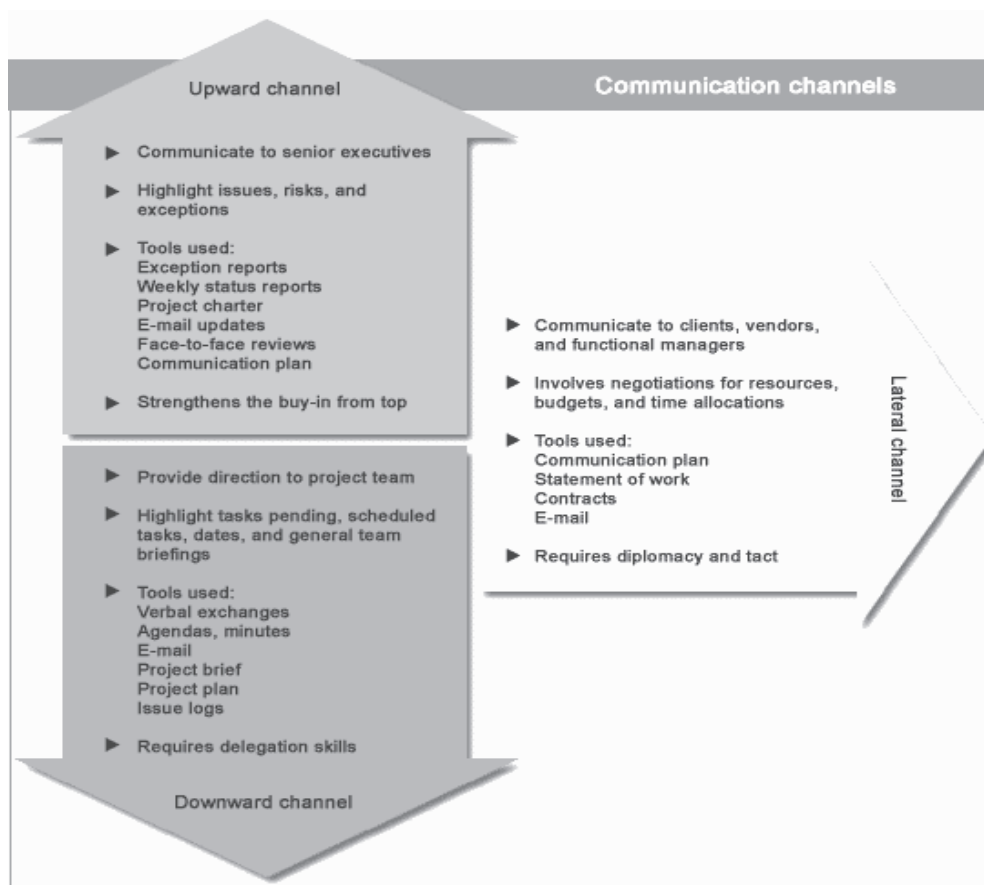 Communication channels
Upward channel
► Communicate to senior executives
► Highlight issues, risks, and
exceptions
► Tools used:
Exception reports
Weekly status reports
Project charter
E-mail updates
Face-to-face reviews
Communication plan
► Strengthens the buy-in from top
► Provide direction to project team
► Highlight tasks pending, scheduled
tasks, dates, and general team
briefings
► Tools used:
Verbal exchanges
Agendas, minutes
E-mail
Project brief
Project plan
Issue logs
► Requires delegation skills
Downward channel
► Communicate to clients, vendors,
and functional managers
► Involves negotiations for resources,
budgets, and time allocations
► Tools used:
Communication plan
Statement of work
Contracts
E-mail
► Requires diplomacy and tact
Lateral channel